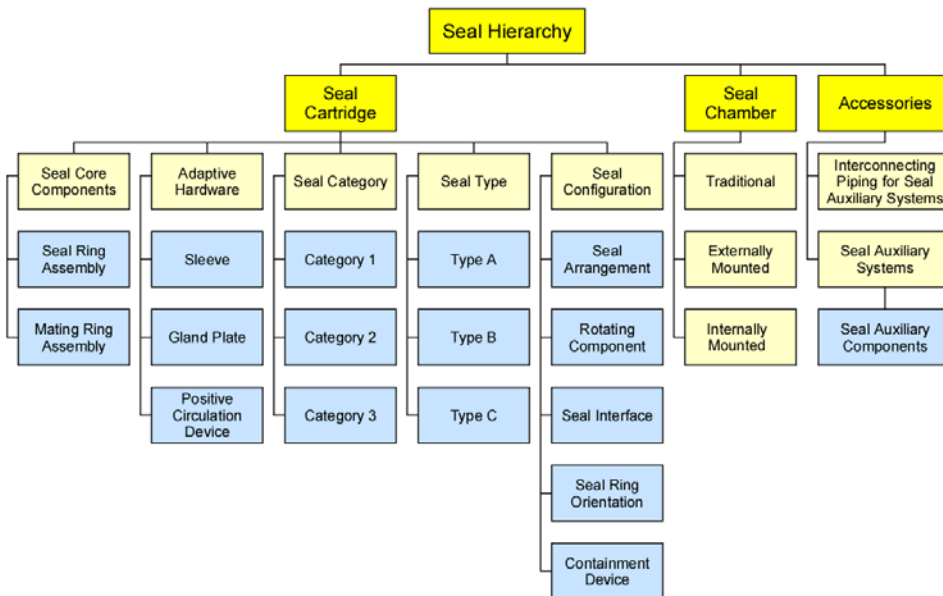 Seal Hierarchy
Seal
Cartridge
Seal
Chamber
Accessories
Seal Core
Components
Adaptive
Hardware
Seal Category
Seal Type
Seal
Configuration
Traditional
Interconnecting
Piping for Seal
Auxiliary Systems
Seal Ring
Assembly
Sleeve
Category 1
Type A
Seal
Arrangement
Externally
Mounted
Seal Auxiliary
Systems
Mating Ring
Assembly
Gland Plate
Category 2
Type B
Rotating
Component
Internally
Mounted
Seal Auxiliary
Components
Positive
Circulation
Device
Category 3
Type C
Seal Interface
Seal Ring
Orientation
Containment
Device